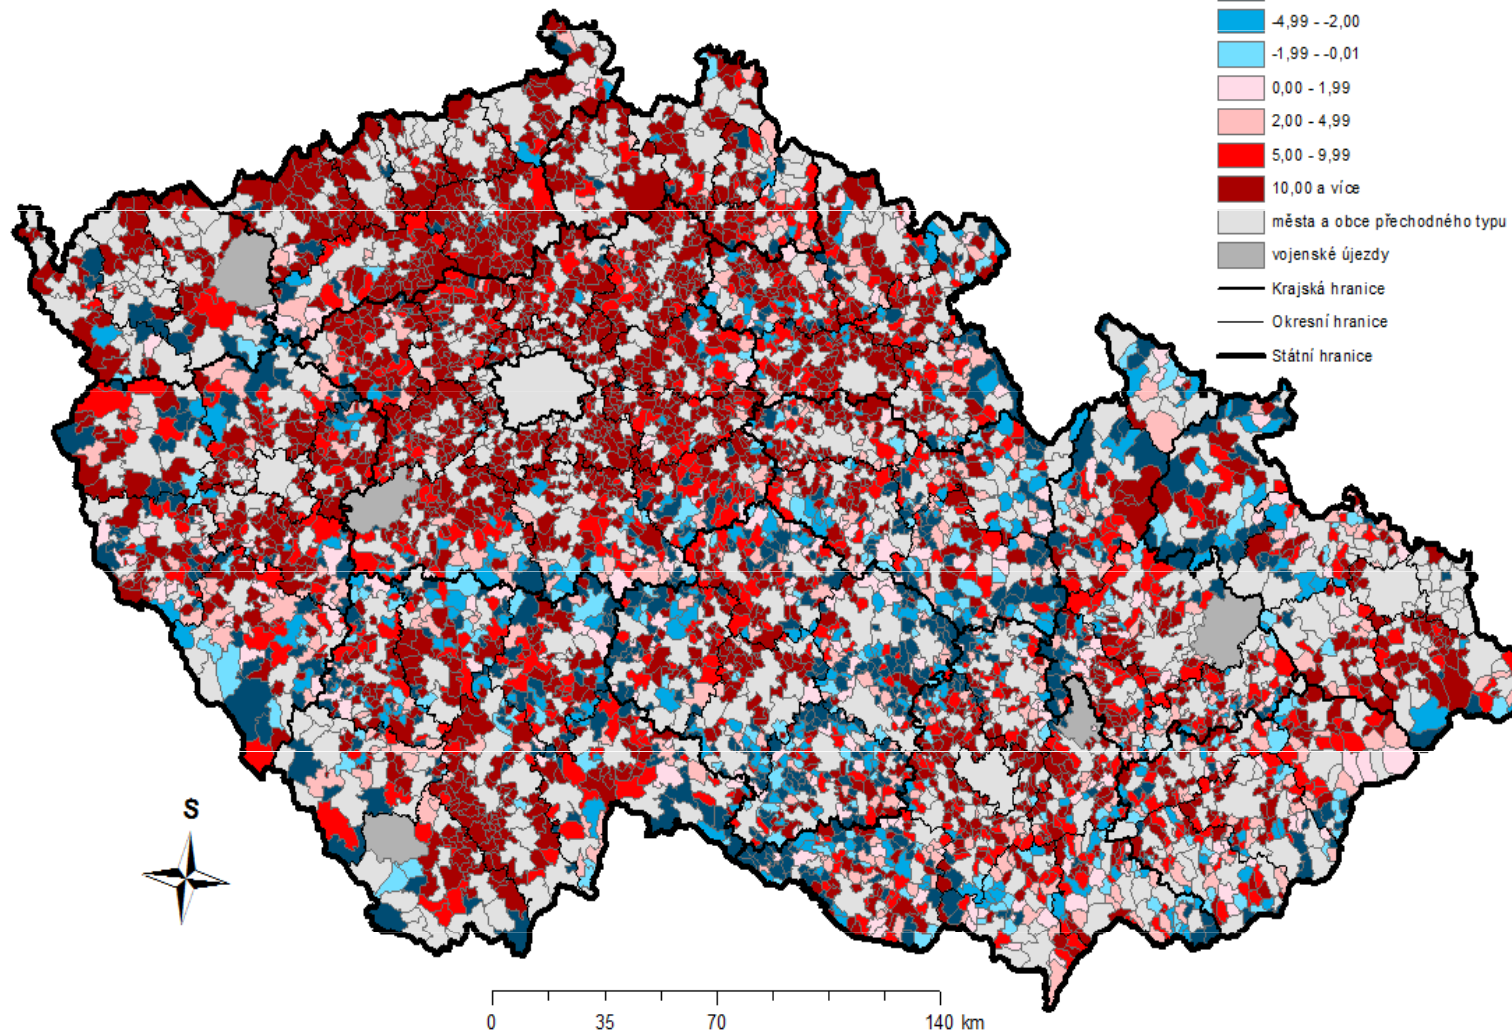 -4,99 - -2,00
-1,99 - -0,01
0,00 - 1,99
2,00 - 4,99
5,00 - 9,99
10,00 a více
města a obce přechodného typu
vojenské újezdy
Krajská hranice
Okresní hranice
Státní hranice
S
0 35 70 140 km